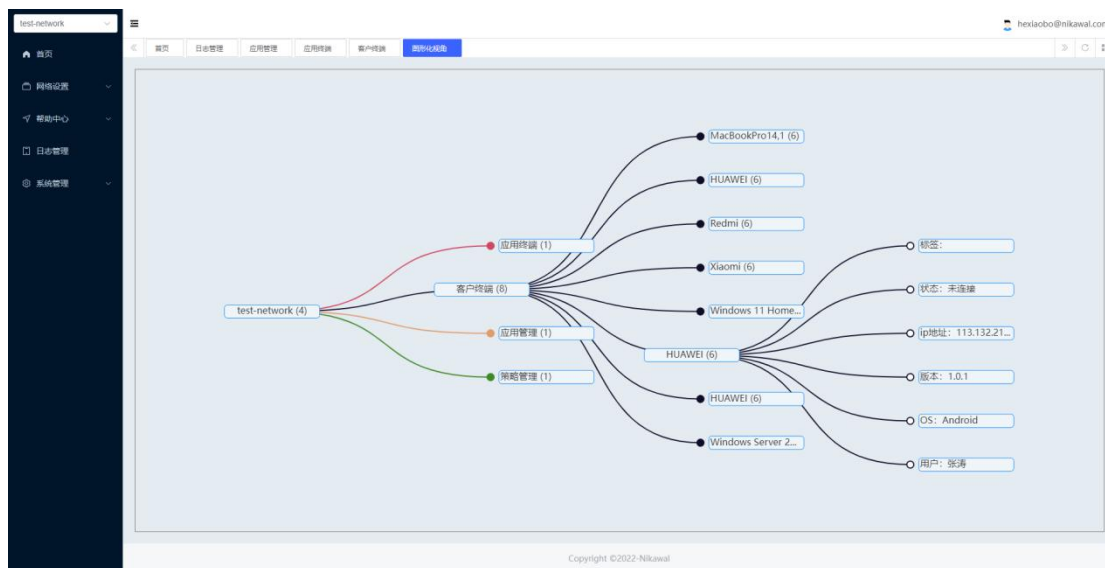 test-network
hexiaobo@nikawal.com
首页
日志管理
应用管理
应用终端
客户终端
图形化视角
首页
网络设置
帮助中心
日志管理
系统管理
MacBookPro14,1 (6)
HUAWEI (6)
Redmi (6)
应用终端 (1)
标签：
Xiaomi (6)
客户终端 (8)
状态：未连接
test-network (4)
Windows 11 Home...
应用管理 (1)
ip地址：113.132.21...
HUAWEI (6)
策略管理 (1)
版本：1.0.1
HUAWEI (6)
OS：Android
Windows Server 2...
用户：张涛
Copyright ©2022-Nikawal